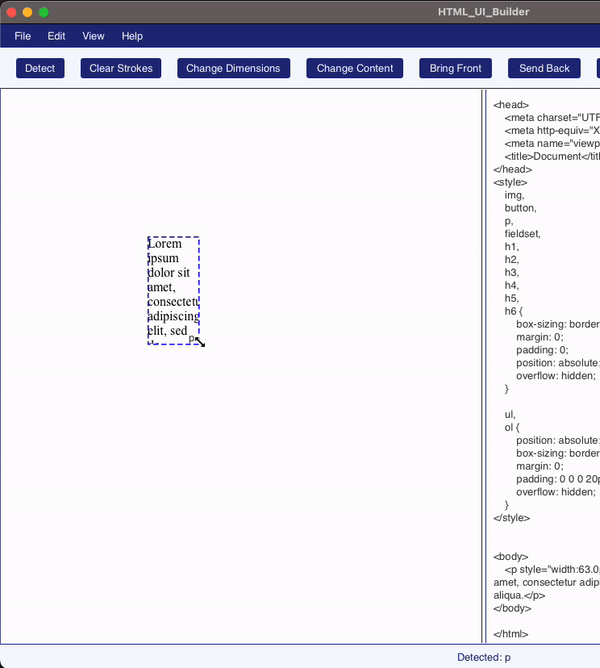 HTML_UI_Builder
File Edit View Help
Detect Clear Strokes Change Dimensions Change Content Bring Front Send Back
Lorem
ipsum
dolor sit
amet,
consectetu
adipiscing
elit, sed
p
<head>
<meta charset="UTF
<meta http-equiv="X
<meta name="viewp
<title>Document</titl
</head>
<style>
img,
button,
p,
fieldset,
h1,
h2,
h3,
h4,
h5,
h6 {
box-sizing: border
margin: 0;
padding: 0;
position: absolute;
overflow: hidden;
}
ul,
ol {
position: absolute;
box-sizing: border
margin: 0;
padding: 0 0 0 20p
overflow: hidden;
}
</style>
<body>
<p style="width:63.0
amet, consectetur adip
aliqua.</p>
</body>
</html>
Detected: p